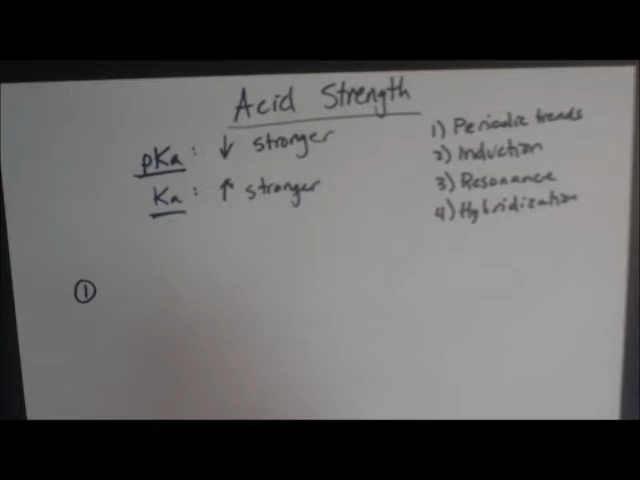 Acid Strength
pKa: ↓ stronger
Ka: ↑ stronger
1) Periodic trends
2) Induction
3) Resonance
4) Hybridization
①